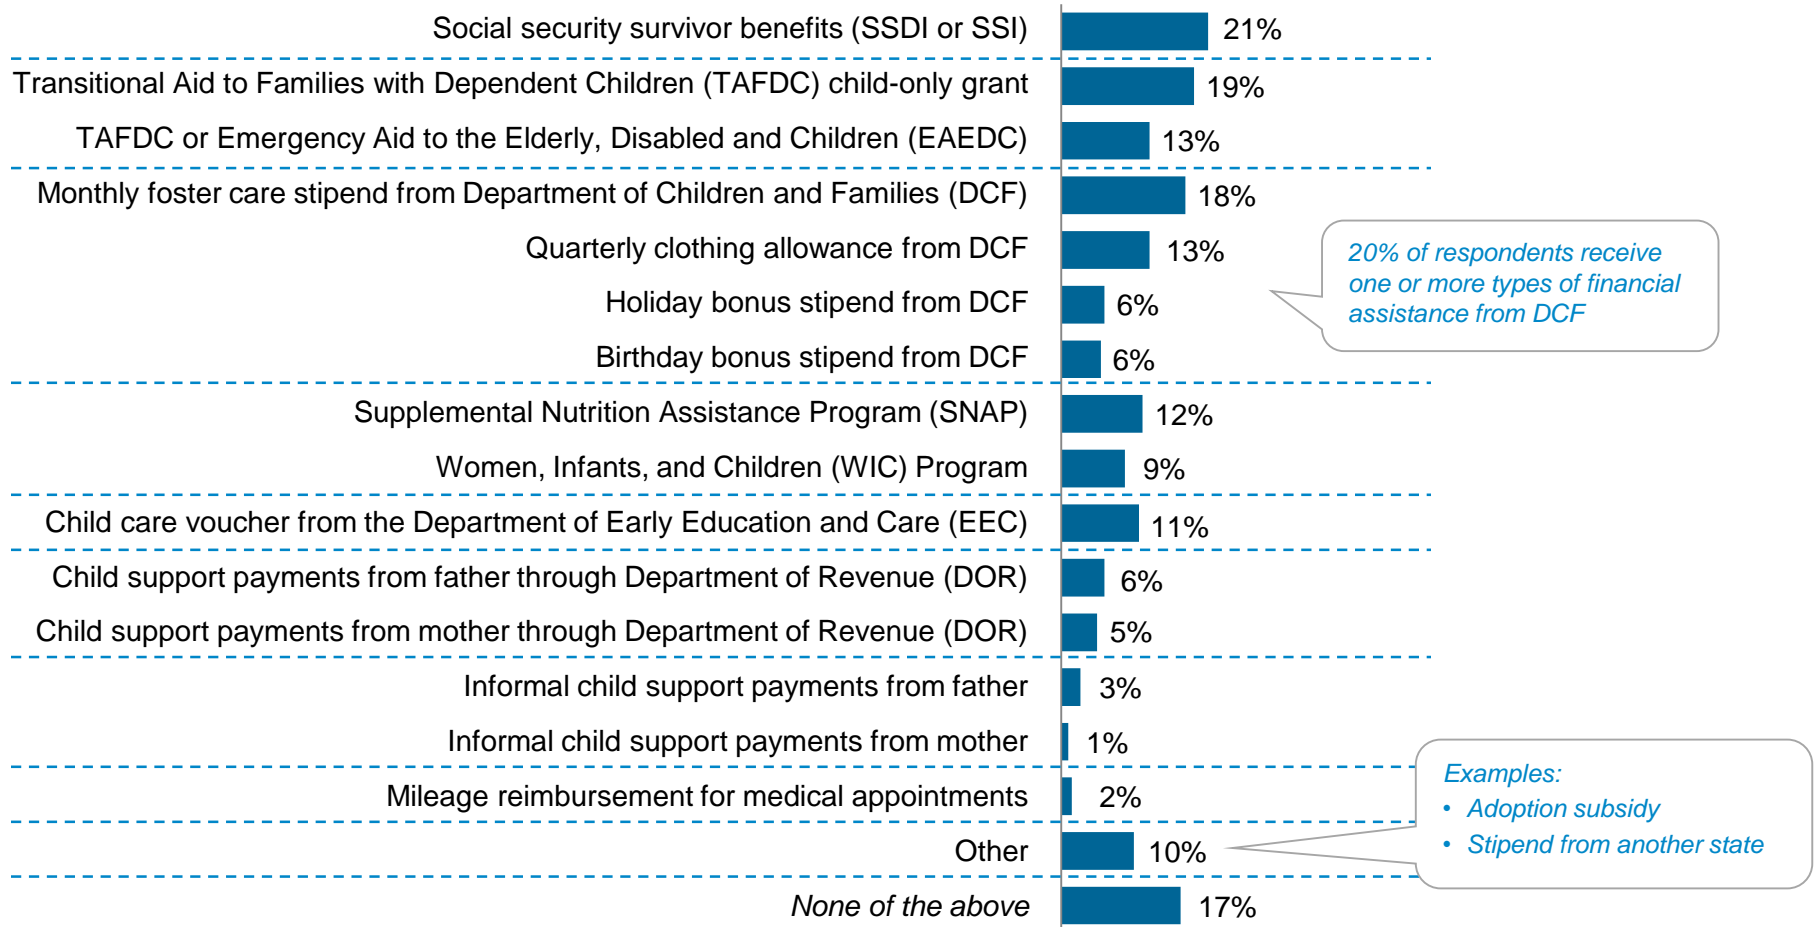 Social security survivor benefits (SSDI or SSI) 21%
Transitional Aid to Families with Dependent Children (TAFDC) child-only grant 19%
TAFDC or Emergency Aid to the Elderly, Disabled and Children (EAEDC) 13%
Monthly foster care stipend from Department of Children and Families (DCF) 18%
Quarterly clothing allowance from DCF 13%
Holiday bonus stipend from DCF 6%
Birthday bonus stipend from DCF 6%
20% of respondents receive
one or more types of financial
assistance from DCF
Supplemental Nutrition Assistance Program (SNAP) 12%
Women, Infants, and Children (WIC) Program 9%
Child care voucher from the Department of Early Education and Care (EEC) 11%
Child support payments from father through Department of Revenue (DOR) 6%
Child support payments from mother through Department of Revenue (DOR) 5%
Informal child support payments from father 3%
Informal child support payments from mother 1%
Mileage reimbursement for medical appointments 2%
Other 10%
Examples:
• Adoption subsidy
• Stipend from another state
None of the above 17%